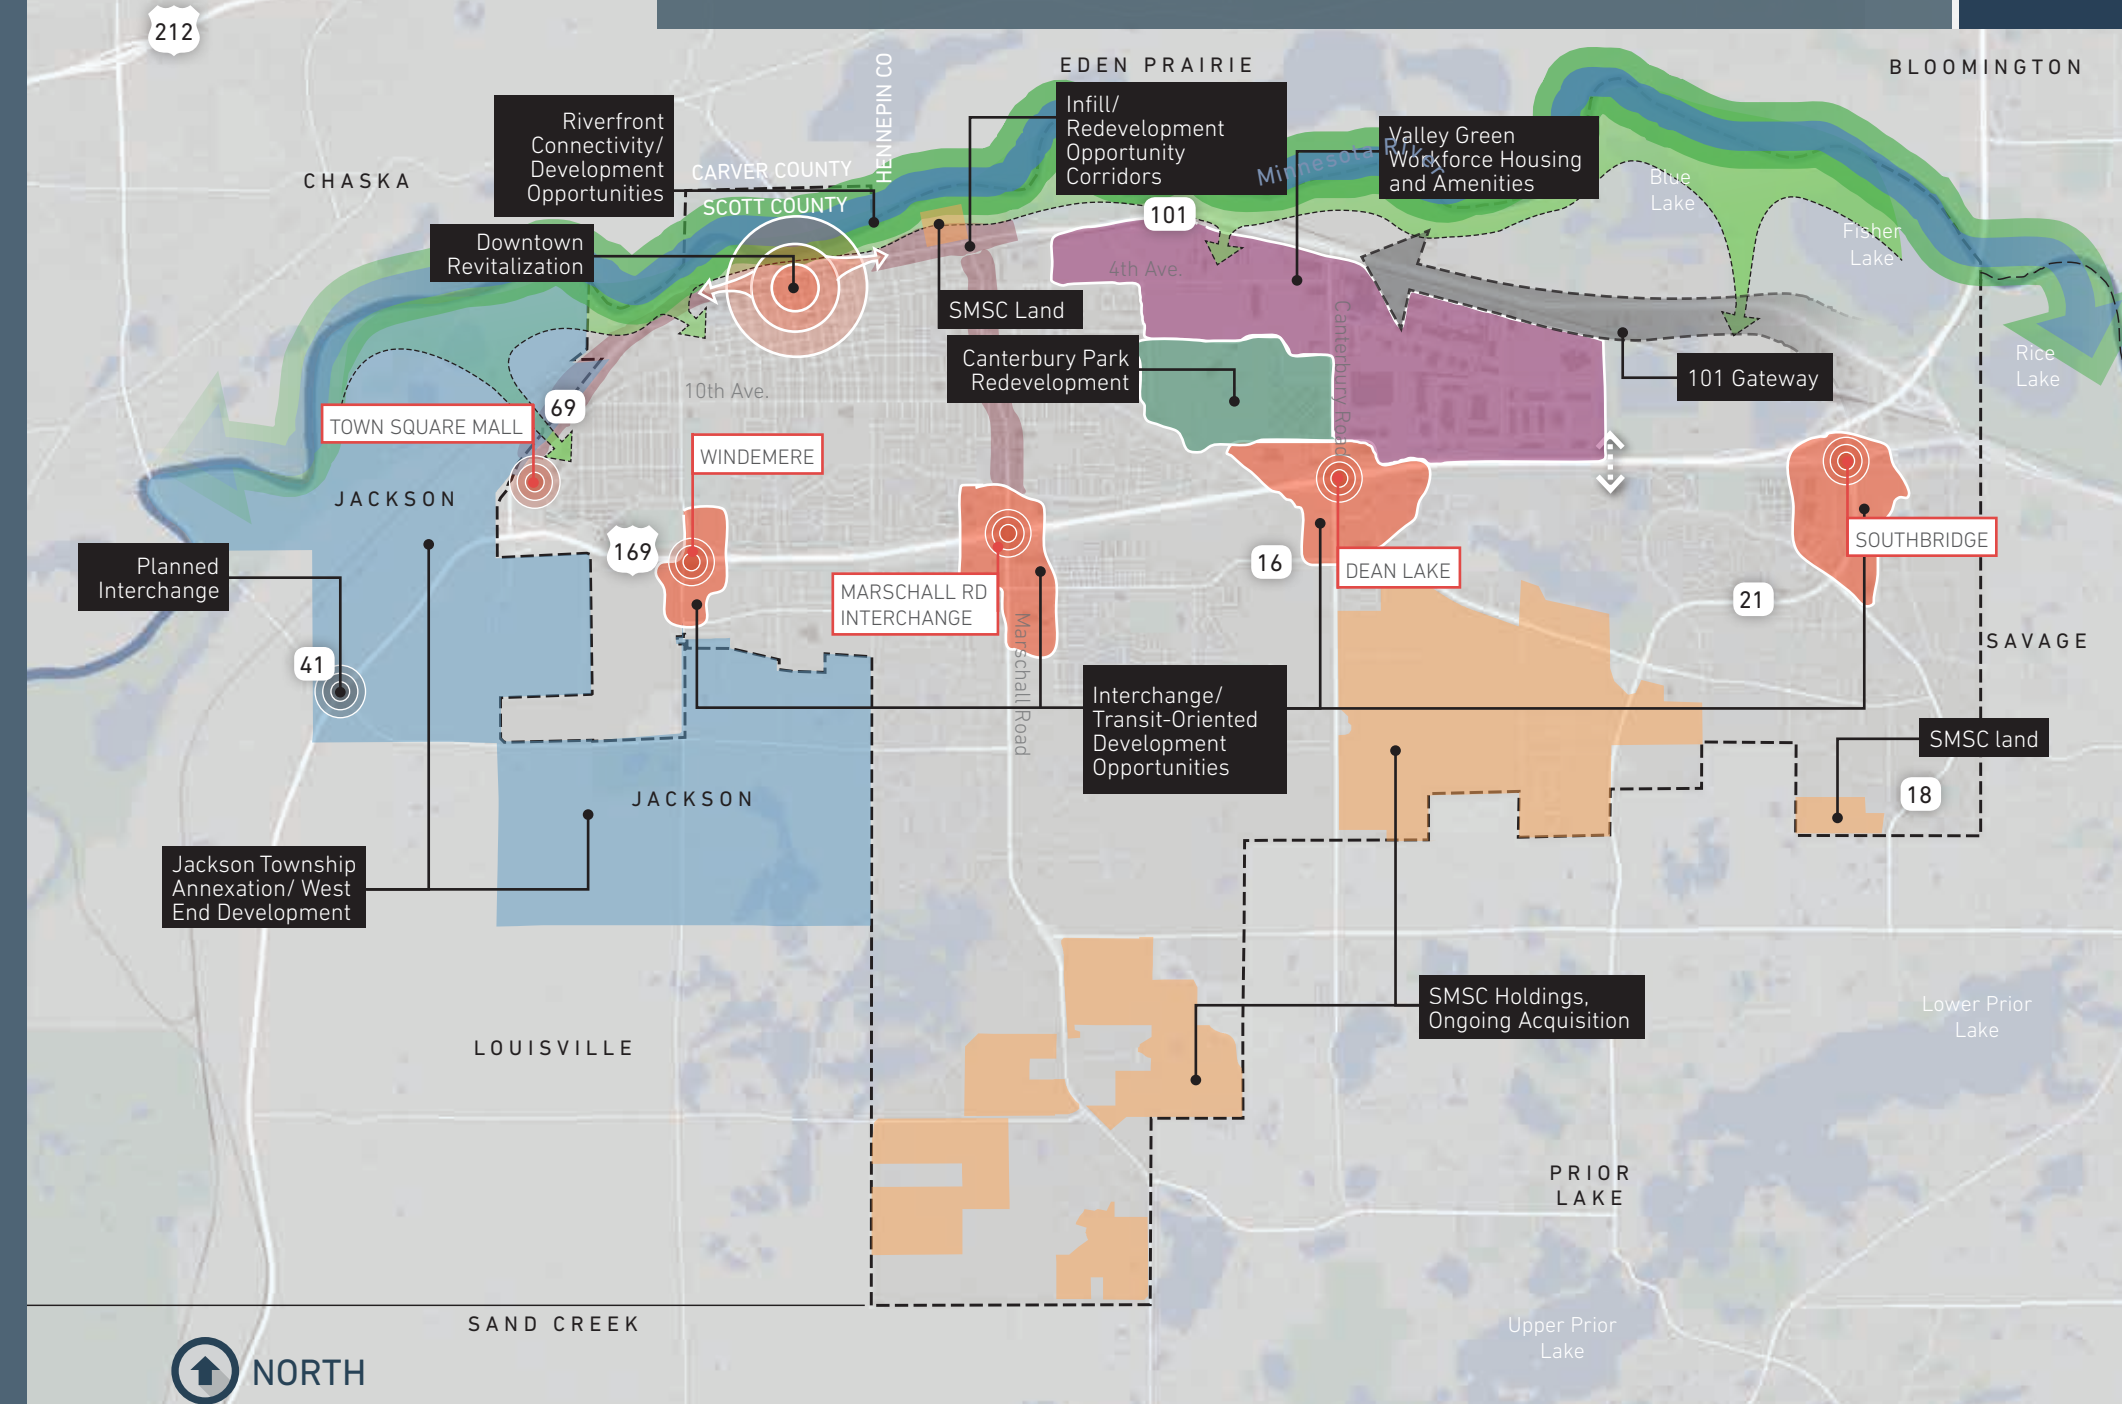 212
EDEN PRAIRIE
BLOOMINGTON
HENNEPIN CO
Riverfront
Connectivity/
Development
Opportunities
Infill/
Redevelopment
Opportunity
Corridors
Valley Green
Workforce Housing
and Amenities
Minnesota River
CHASKA
CARVER COUNTY
SCOTT COUNTY
Blue
Lake
101
Downtown
Revitalization
Fisher
Lake
4th Ave.
SMSC Land
Canterbury Road
Canterbury Park
Redevelopment
101 Gateway
Rice
Lake
10th Ave.
69
TOWN SQUARE MALL
WINDEMERE
JACKSON
169
16
DEAN LAKE
SOUTHBRIDGE
Planned
Interchange
MARSCHALL RD
INTERCHANGE
21
SAVAGE
41
Marschall Road
Interchange/
Transit-Oriented
Development
Opportunities
SMSC land
18
JACKSON
Jackson Township
Annexation/ West
End Development
SMSC Holdings,
Ongoing Acquisition
Lower Prior
Lake
LOUISVILLE
PRIOR
LAKE
SAND CREEK
Upper Prior
Lake
NORTH